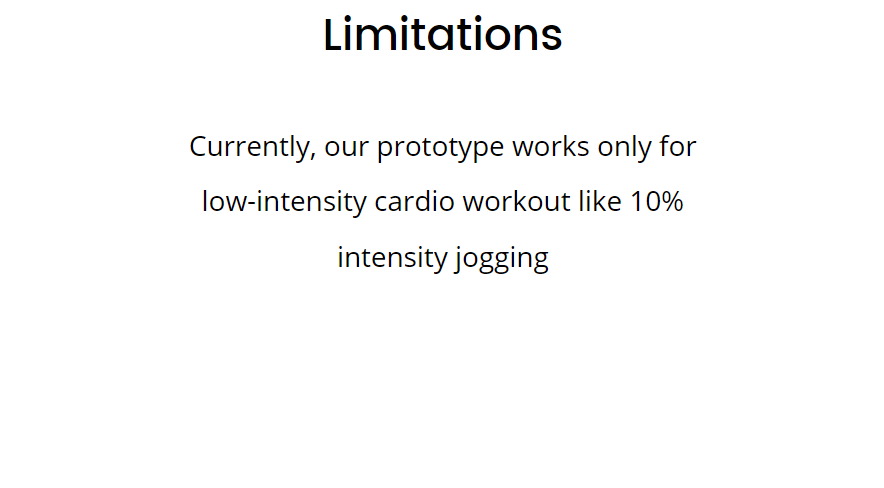 Limitations
Currently, our prototype works only for
low-intensity cardio workout like 10%
intensity jogging